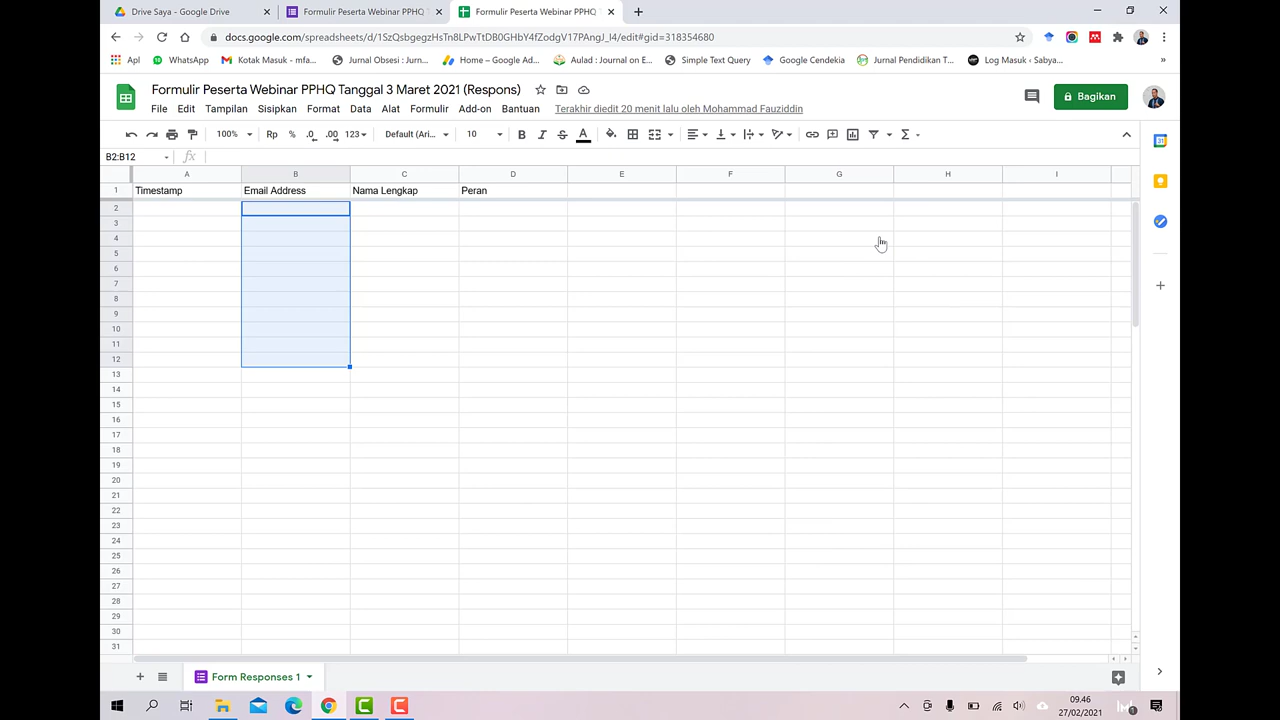 Drive Saya - Google Drive
Formulir Peserta Webinar PPHQ T
Formulir Peserta Webinar PPHQ
docs.google.com/spreadsheets/d/1SzQsbgegzHsTn8LPwTtDB0GHbY4fZodgV17PAngJ_I4/edit#gid=318354680
Apl
WhatsApp
Kotak Masuk - mfa...
Jurnal Obsesi : Jurn...
Home – Google Ad...
Aulad : Journal on E...
Simple Text Query
Google Cendekia
Jurnal Pendidikan T...
Log Masuk / Sabya...
»
Formulir Peserta Webinar PPHQ Tanggal 3 Maret 2021 (Respons)
Bagikan
File Edit Tampilan Sisipkan Format Data Alat Formulir Add-on Bantuan
Terakhir diedit 20 menit lalu oleh Mohammad Fauziddin
100% Rp % .0 .00 123 Default (Ari... 10 B I A
B2:B12 fx
A B C D E F G H I
1 Timestamp Email Address Nama Lengkap Peran
2
3
4
5
6
7
8
9
10
11
12
13
14
15
16
17
18
19
20
21
22
23
24
25
26
27
28
29
30
31
Form Responses 1
09.46
27/02/2021